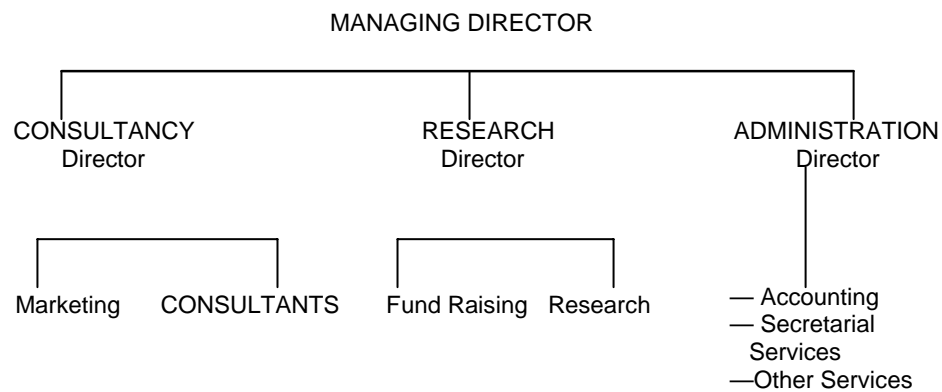 MANAGING DIRECTOR
CONSULTANCY
Director
RESEARCH
Director
ADMINISTRATION
Director
Marketing
CONSULTANTS
Fund Raising
Research
— Accounting
— Secretarial
Services
—Other Services